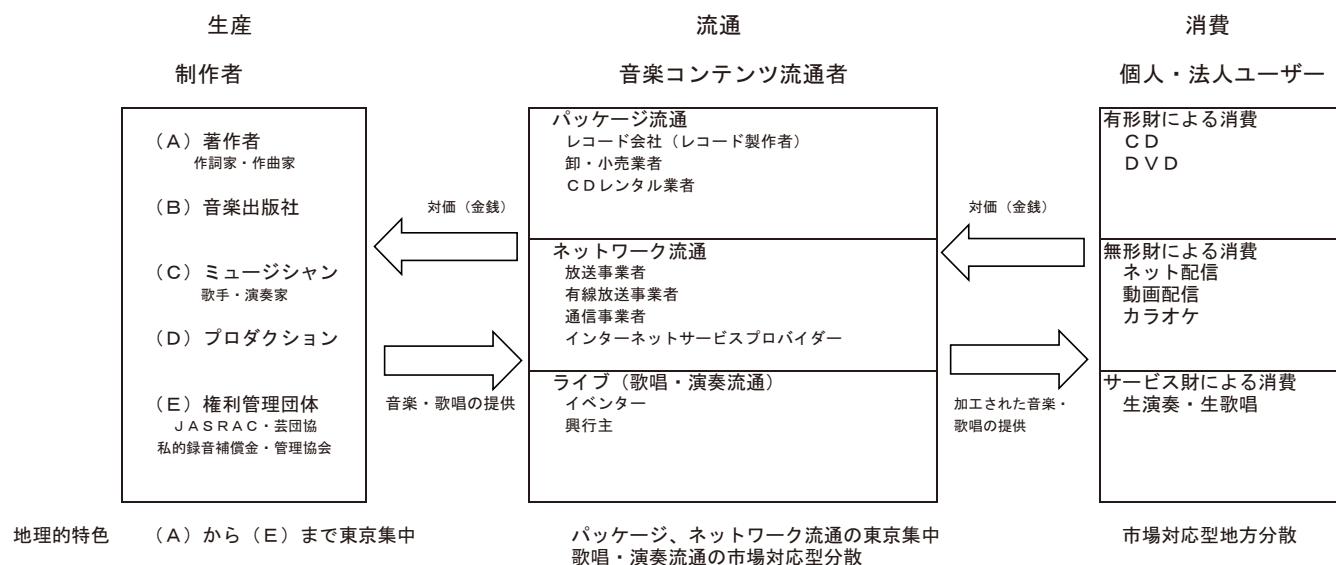 生産
制作者
(A)著作者
作詞家・作曲家
(B)音楽出版社
(C)ミュージシャン
歌手・演奏家
(D)プロダクション
(E)権利管理団体
JASRAC・芸団協
私的録音補償金・管理協会
対価(金銭)
音楽・歌唱の提供
流通
音楽コンテンツ流通者
パッケージ流通
レコード会社(レコード製作者)
卸・小売業者
CDレンタル業者
ネットワーク流通
放送事業者
有線放送事業者
通信事業者
インターネットサービスプロバイダー
ライブ(歌唱・演奏流通)
イベンター
興行主
対価(金銭)
加工された音楽・
歌唱の提供
消費
個人・法人ユーザー
有形財による消費
CD
DVD
無形財による消費
ネット配信
動画配信
カラオケ
サービス財による消費
生演奏・生歌唱
地理的特色
(A)から(E)まで東京集中
パッケージ、ネットワーク流通の東京集中
歌唱・演奏流通の市場対応型分散
市場対応型地方分散